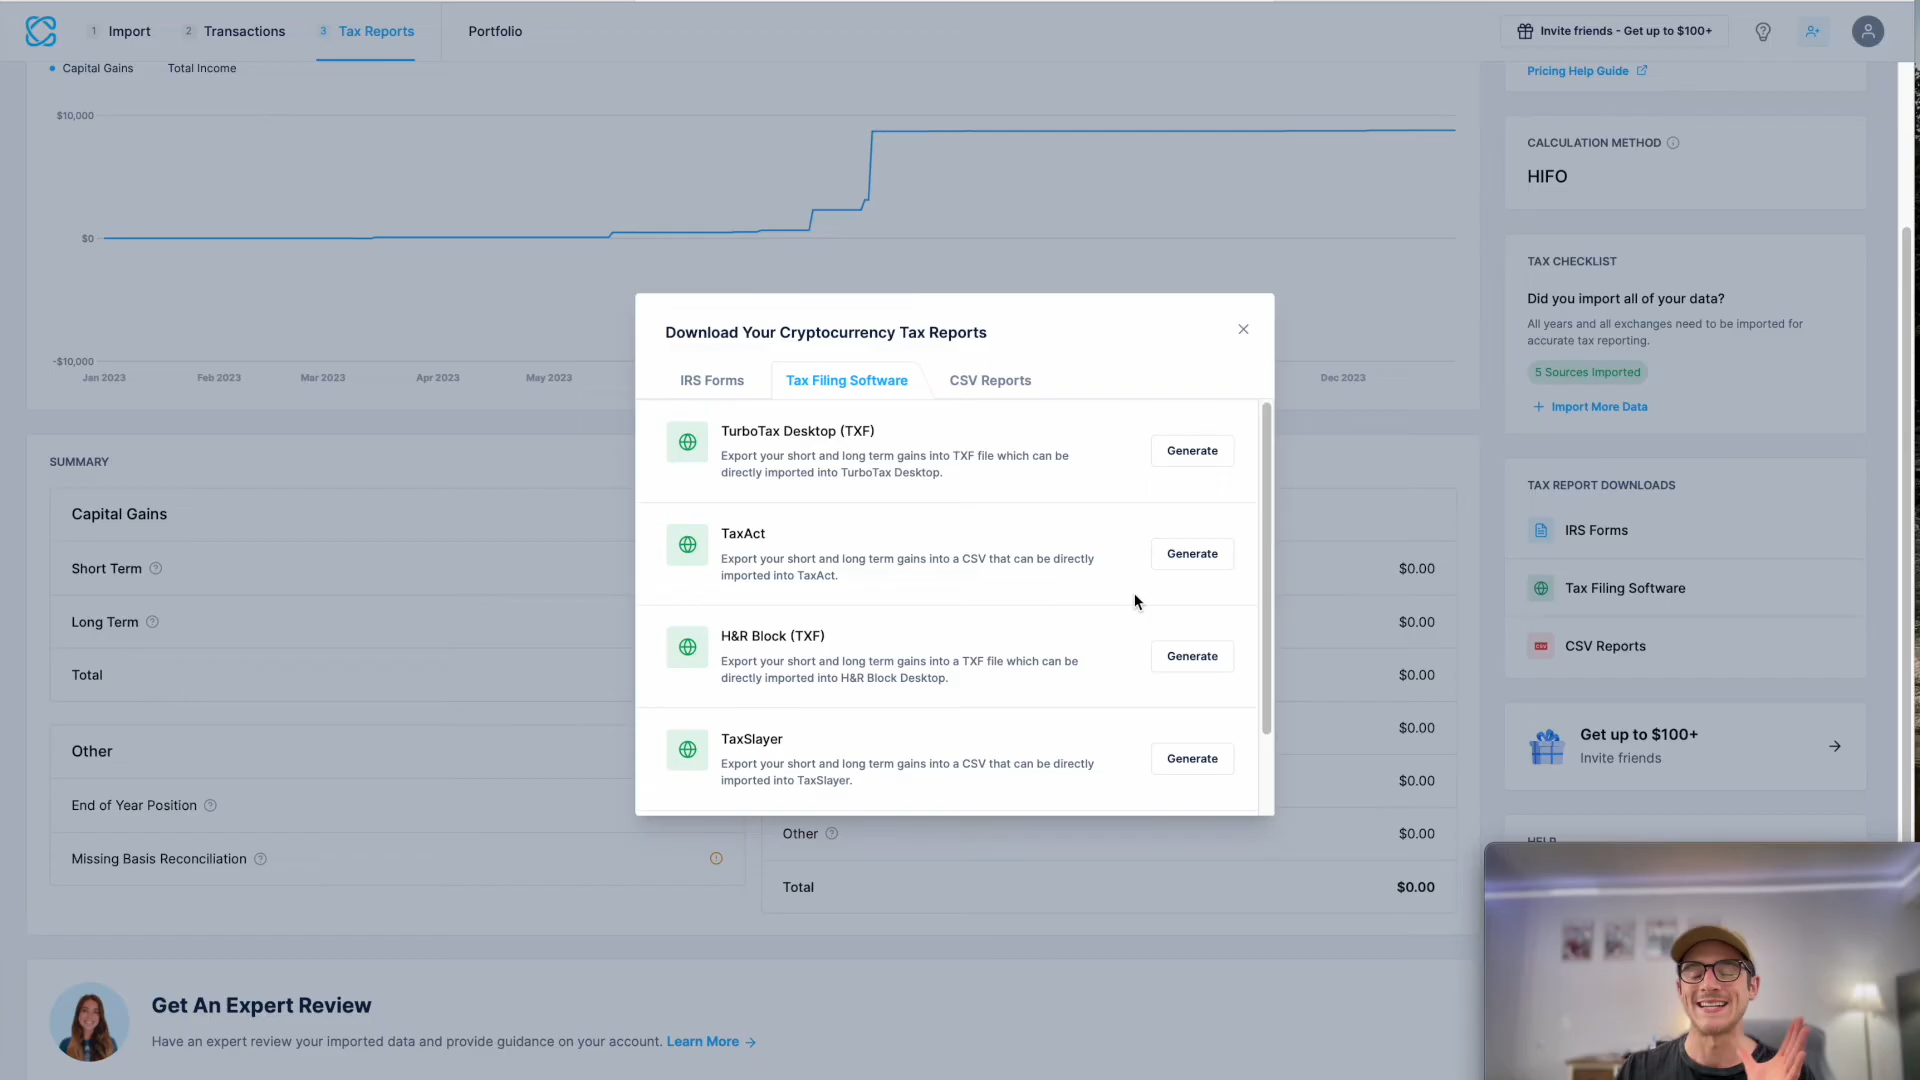 1 Import
2 Transactions
3 Tax Reports
Portfolio
Invite friends - Get up to $100+
Capital Gains
Total Income
$10,000
$0
-$10,000
Jan 2023
Feb 2023
Mar 2023
Apr 2023
May 2023
Dec 2023
Pricing Help Guide
CALCULATION METHOD
HIFO
TAX CHECKLIST
Did you import all of your data?
All years and all exchanges need to be imported for
accurate tax reporting.
5 Sources Imported
+ Import More Data
Download Your Cryptocurrency Tax Reports
IRS Forms
Tax Filing Software
CSV Reports
TurboTax Desktop (TXF)
Export your short and long term gains into TXF file which can be
directly imported into TurboTax Desktop.
Generate
TaxAct
Export your short and long term gains into a CSV that can be directly
imported into TaxAct.
Generate
H&R Block (TXF)
Export your short and long term gains into a TXF file which can be
directly imported into H&R Block Desktop.
Generate
TaxSlayer
Export your short and long term gains into a CSV that can be directly
imported into TaxSlayer.
Generate
SUMMARY
Capital Gains
Short Term
Long Term
Total
Other
End of Year Position
Missing Basis Reconciliation
$0.00
$0.00
$0.00
$0.00
$0.00
Other
$0.00
Total
$0.00
TAX REPORT DOWNLOADS
IRS Forms
Tax Filing Software
CSV
CSV Reports
Get up to $100+
Invite friends
HELP
Get An Expert Review
Have an expert review your imported data and provide guidance on your account. Learn More